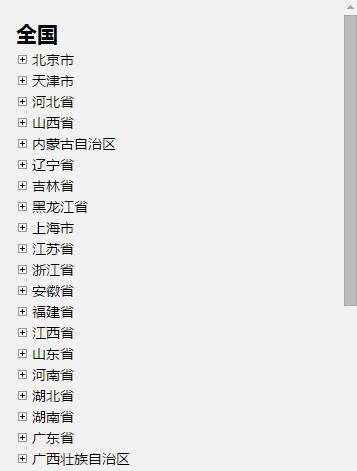 全国
北京市
天津市
河北省
山西省
内蒙古自治区
辽宁省
吉林省
黑龙江省
上海市
江苏省
浙江省
安徽省
福建省
江西省
山东省
河南省
湖北省
湖南省
广东省
广西壮族自治区